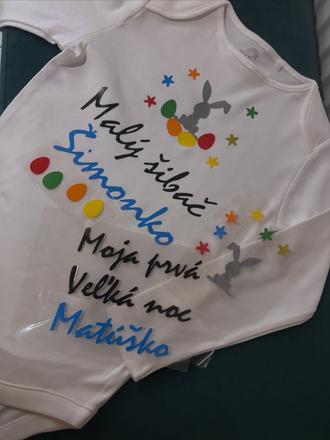 Malý šibač
Šimonko
Moja prvá
Veľká noc
Matúško